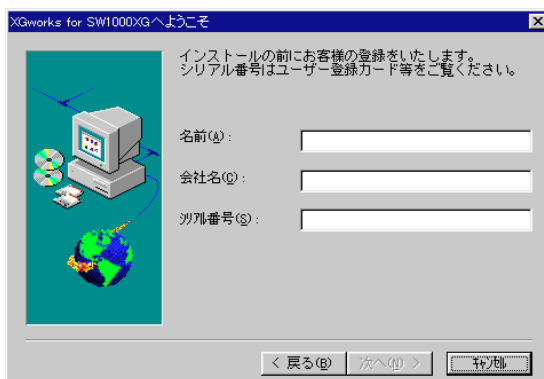 XGworks for SW1000XGへようこそ
インストールの前にお客様の登録をいたします。
シリアル番号はユーザー登録カード等をご覧ください。
名前(A):
会社名(C):
ｼﾘｱﾙ番号(S):
< 戻る(B)
次へ(N) >
ｷｬﾝｾﾙ